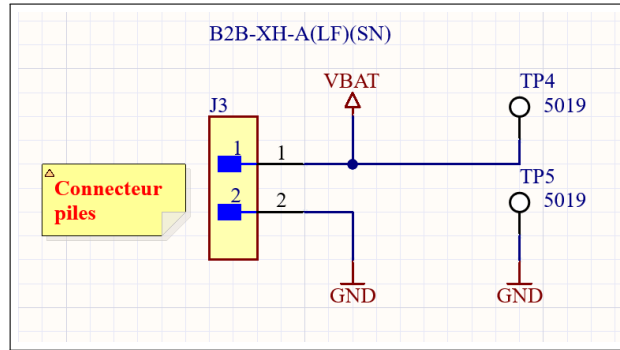 B2B-XH-A(LF)(SN)
VBAT
TP4
5019
J3
1
1
Connecteur
piles
2
2
TP5
5019
GND
GND